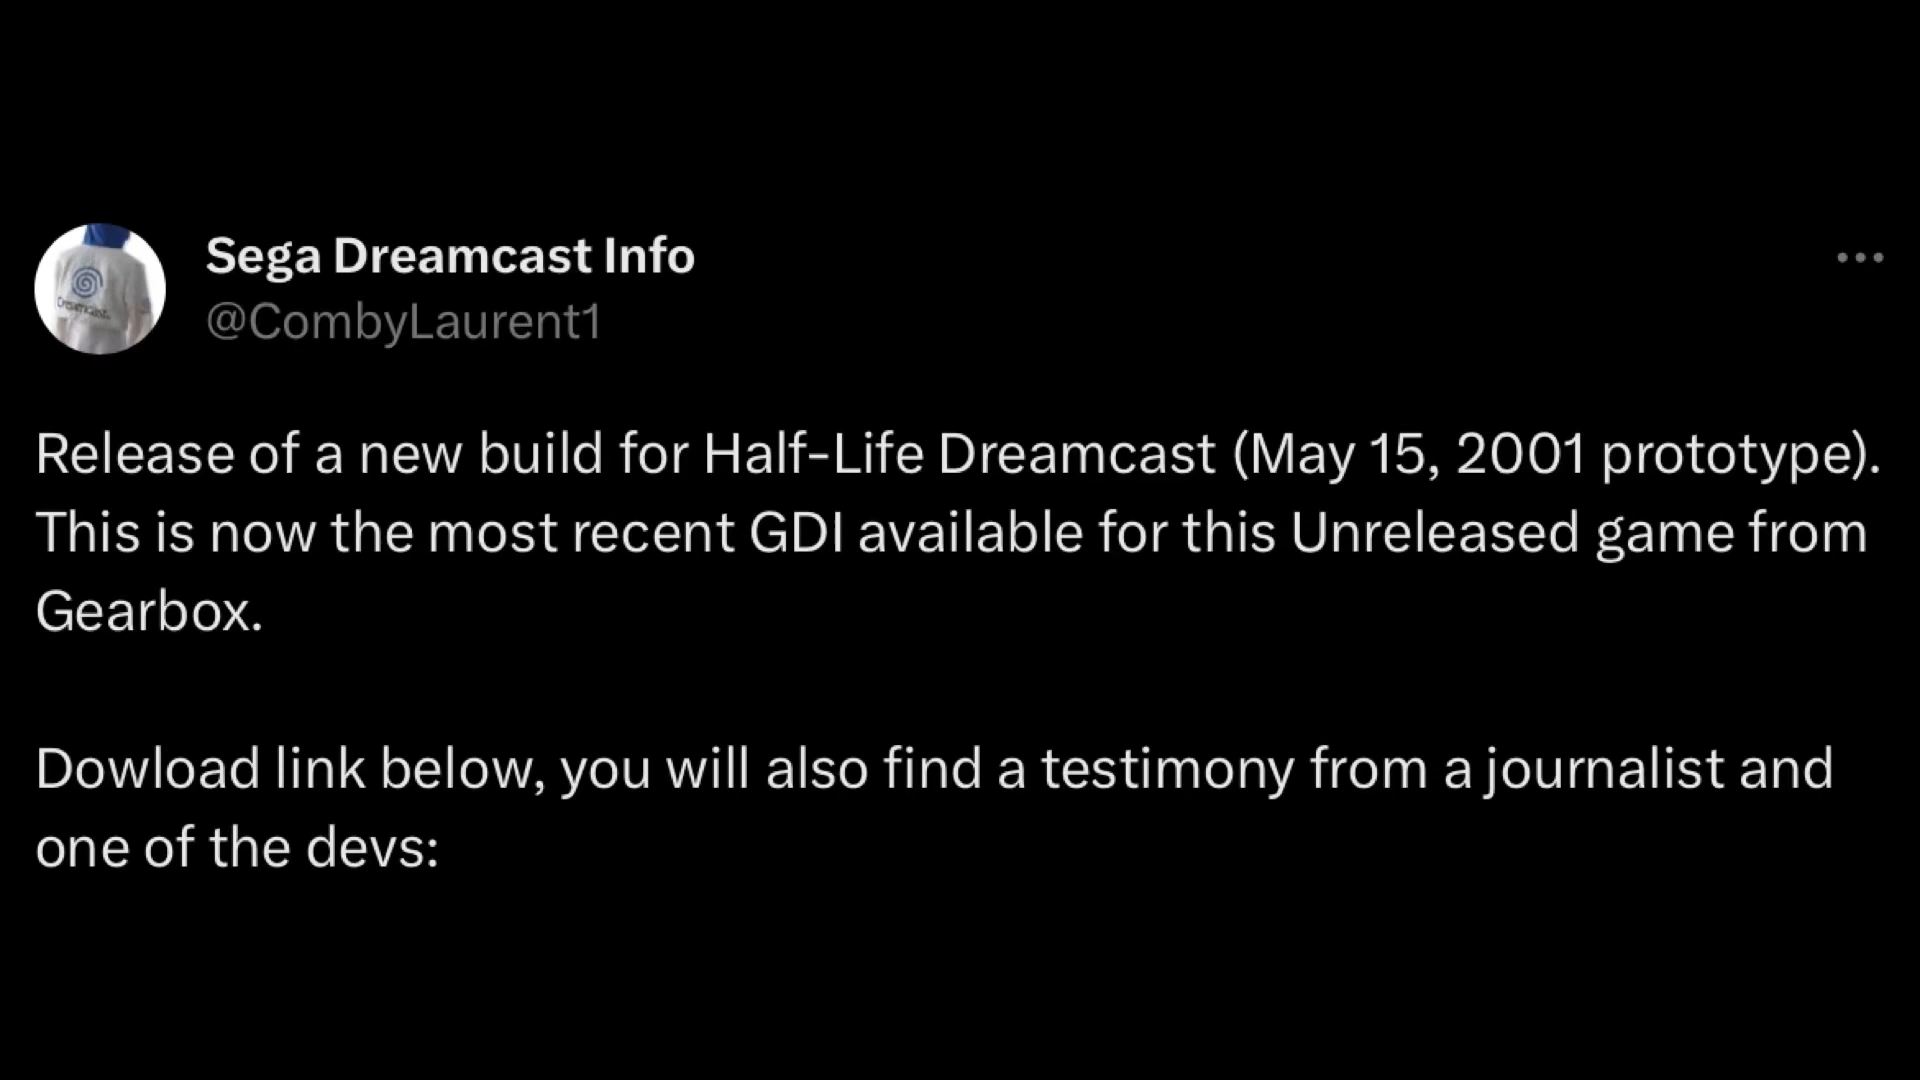 Sega Dreamcast Info
@CombyLaurent1
Release of a new build for Half-Life Dreamcast (May 15, 2001 prototype).
This is now the most recent GDI available for this Unreleased game from
Gearbox.
Dowload link below, you will also find a testimony from a journalist and
one of the devs:
Dreamcast